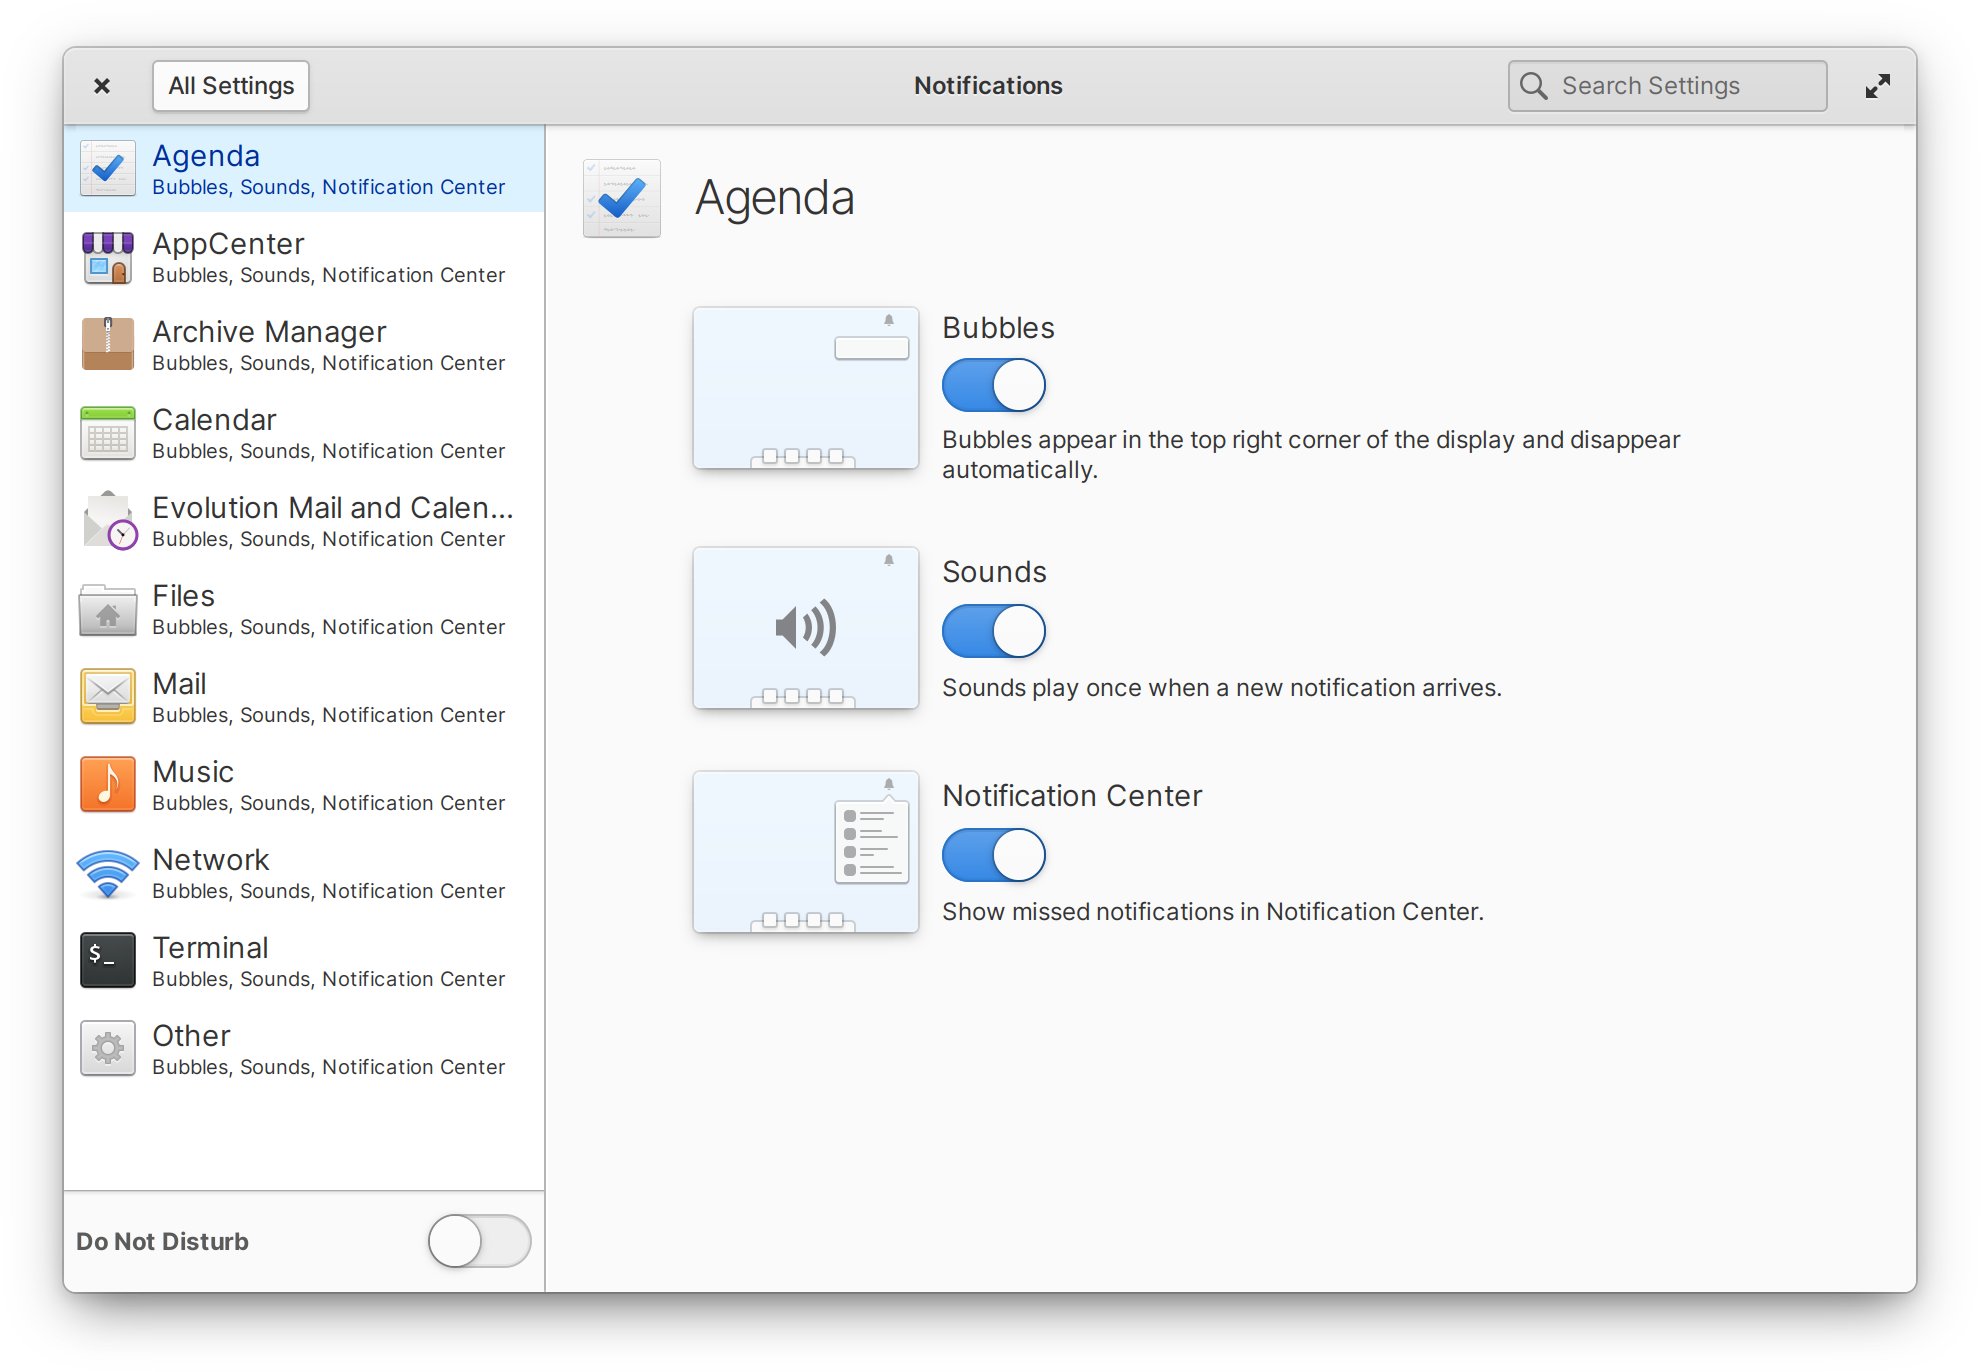 All Settings
Notifications
Search Settings
Agenda
Bubbles, Sounds, Notification Center
AppCenter
Bubbles, Sounds, Notification Center
Archive Manager
Bubbles, Sounds, Notification Center
Calendar
Bubbles, Sounds, Notification Center
Evolution Mail and Calen...
Bubbles, Sounds, Notification Center
Files
Bubbles, Sounds, Notification Center
Mail
Bubbles, Sounds, Notification Center
Music
Bubbles, Sounds, Notification Center
Network
Bubbles, Sounds, Notification Center
$_
Terminal
Bubbles, Sounds, Notification Center
Other
Bubbles, Sounds, Notification Center
Do Not Disturb
Agenda
Bubbles
Bubbles appear in the top right corner of the display and disappear
automatically.
Sounds
Sounds play once when a new notification arrives.
Notification Center
Show missed notifications in Notification Center.